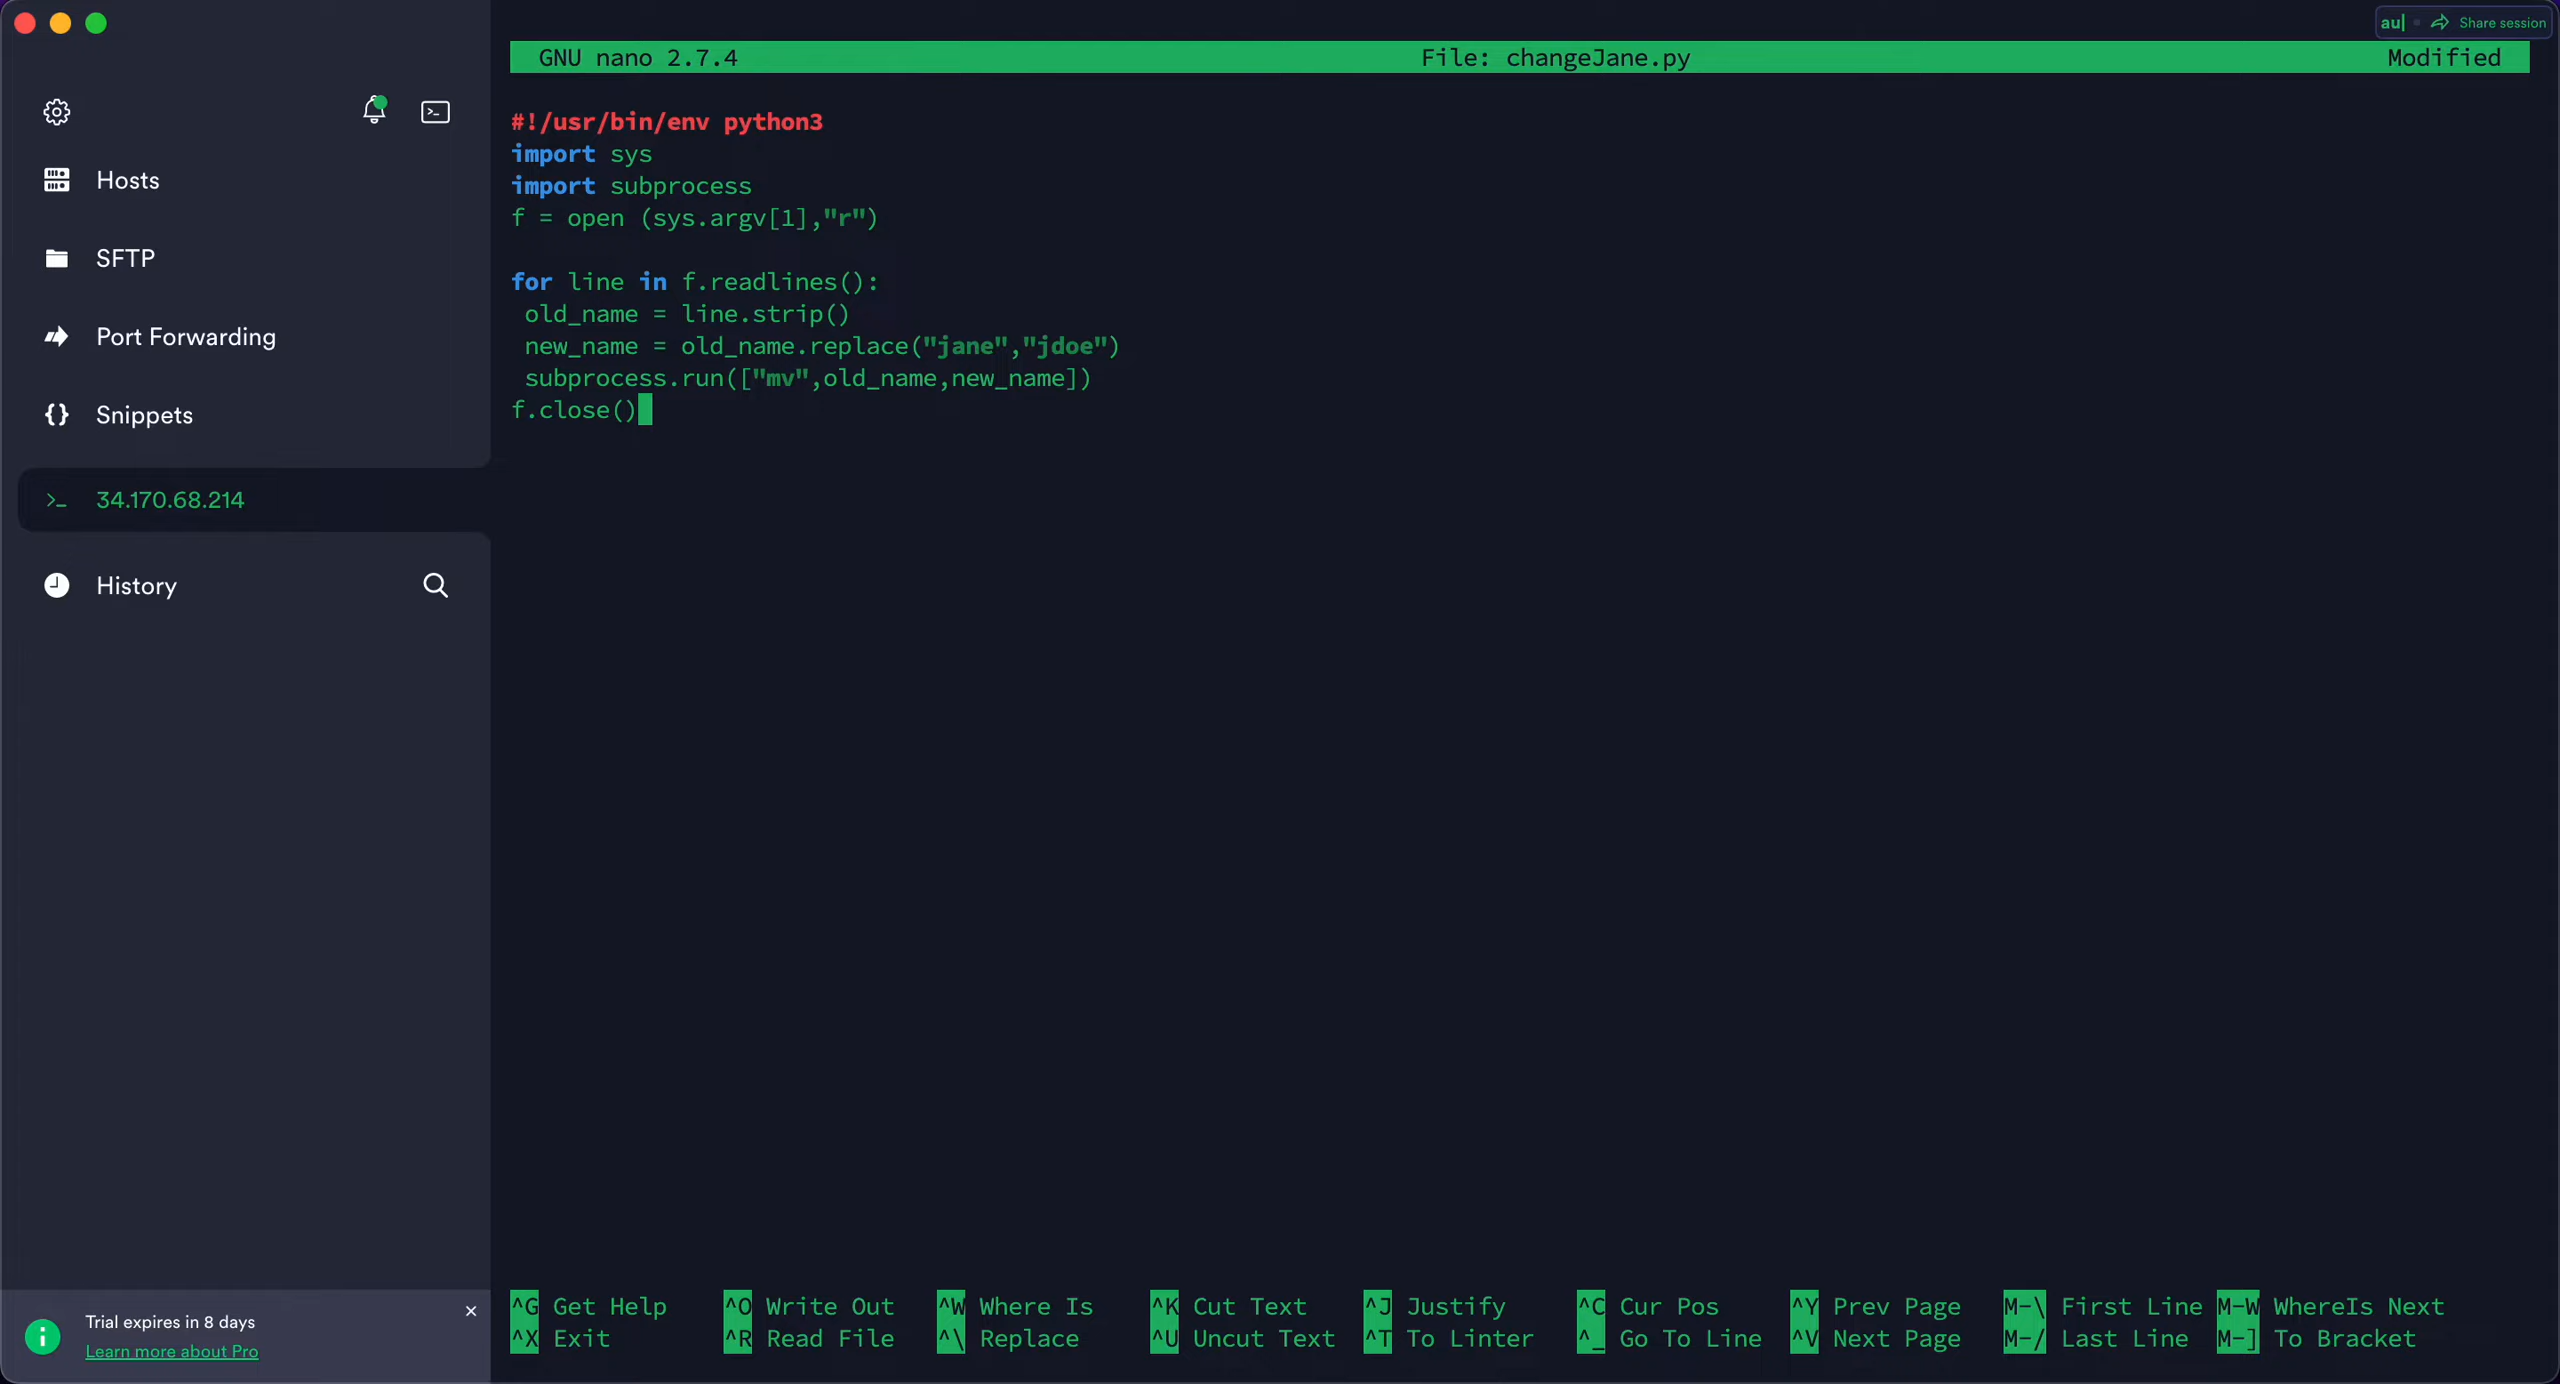 au| Share session
GNU nano 2.7.4 File: changeJane.py Modified
#!/usr/bin/env python3
import sys
import subprocess
f = open (sys.argv[1],"r")
for line in f.readlines():
 old_name = line.strip()
 new_name = old_name.replace("jane","jdoe")
 subprocess.run(["mv",old_name,new_name])
f.close()
Hosts
SFTP
Port Forwarding
Snippets
34.170.68.214
History
Trial expires in 8 days
Learn more about Pro
^G Get Help ^O Write Out ^W Where Is ^K Cut Text ^J Justify ^C Cur Pos ^Y Prev Page M-\ First Line M-W WhereIs Next
^X Exit ^R Read File ^\ Replace ^U Uncut Text ^T To Linter ^_ Go To Line ^V Next Page M-/ Last Line M-] To Bracket